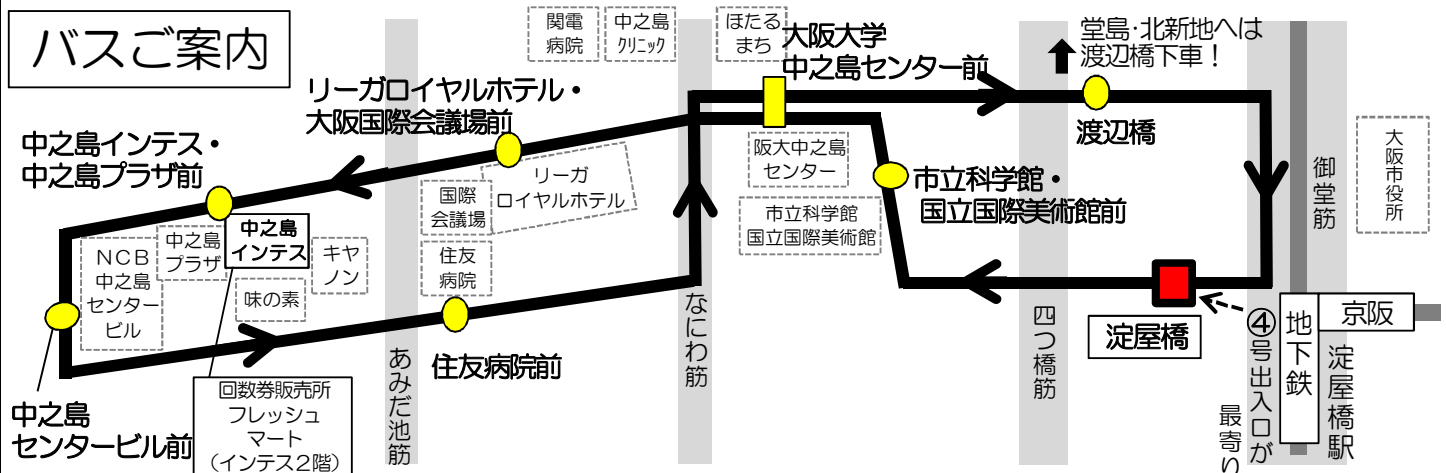 バスご案内
関電
病院
中之島
クリニック
ほたる
まち
大阪大学
中之島センター前
堂島・北新地へは
渡辺橋下車！
リーガロイヤルホテル・
大阪国際会議場前
中之島インテス・
中之島プラザ前
渡辺橋
大阪市役所
御堂筋
阪大中之島
センター
市立科学館・
国立国際美術館前
市立科学館
国立国際美術館
リーガ
ロイヤルホテル
国際
会議場
中之島
プラザ
中之島
インテス
キヤ
ノン
NCB
中之島
センター
ビル
味の素
住友
病院
なにわ筋
四つ橋筋
淀屋橋
④号出入口が
最寄り
地下鉄
京阪
淀屋橋駅
あみだ池筋
住友病院前
中之島
センタービル前
回数券販売所
フレッシュ
マート
（インテス2階）